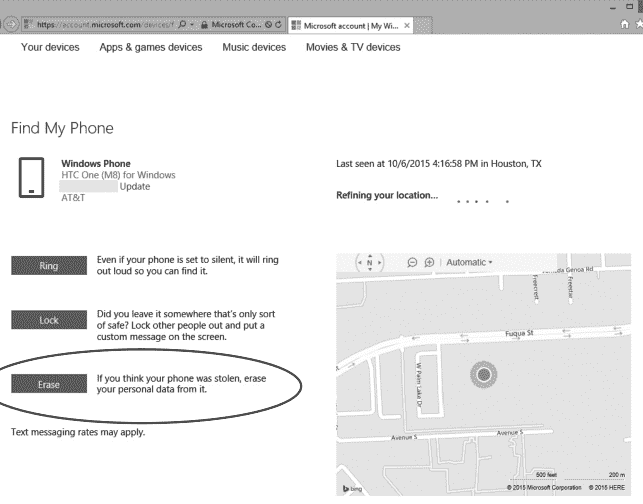 https://account.microsoft.com/devices/f
Microsoft Co...
Microsoft account | My Wi...
Your devices Apps & games devices Music devices Movies & TV devices
Find My Phone
Windows Phone
HTC One (M8) for Windows
Update
AT&T
Last seen at 10/6/2015 4:16:58 PM in Houston, TX
Refining your location...
Ring
Even if your phone is set to silent, it will ring
out loud so you can find it.
Lock
Did you leave it somewhere that's only sort
of safe? Lock other people out and put a
custom message on the screen.
Erase
If you think your phone was stolen, erase
your personal data from it.
Text messaging rates may apply.
N
Automatic
Genoa Rd
Freecrest
Freestar
Fuqua St
W Palm Lake Dr
Avenue S
Avenue S
500 feet 200 m
bing
© 2015 Microsoft Corporation © 2015 HERE